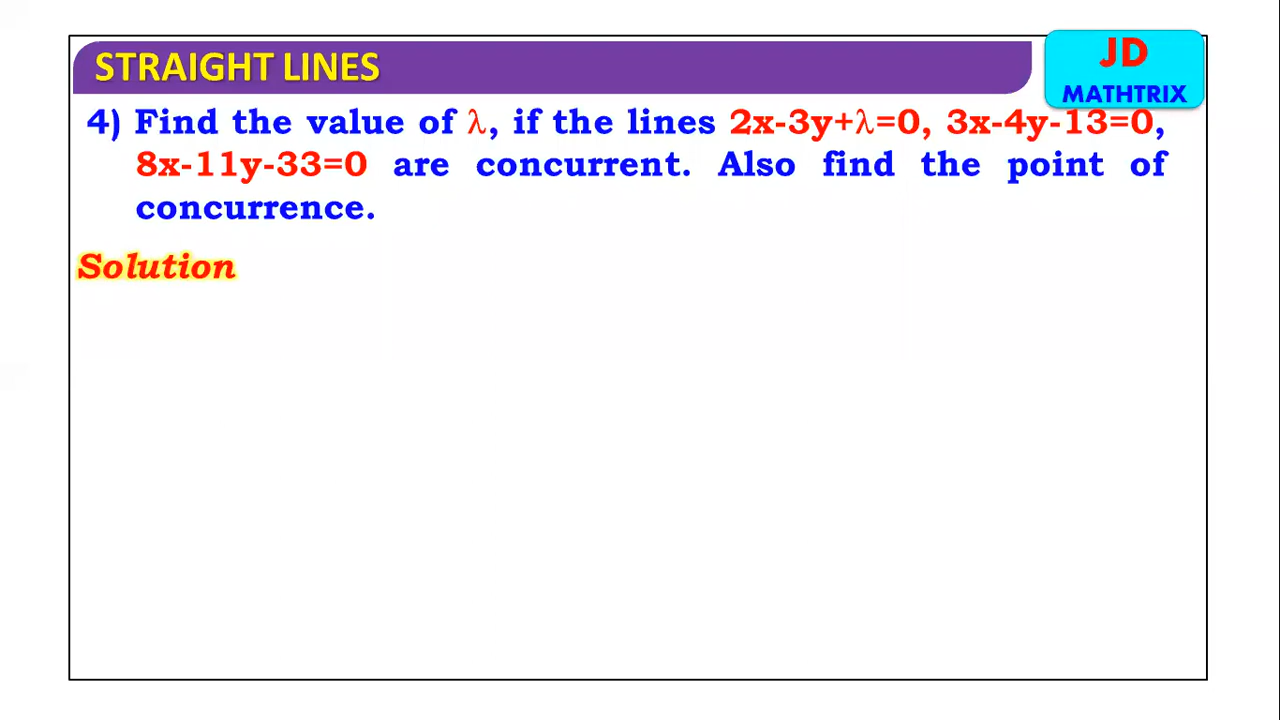 STRAIGHT LINES
JD
MATHTRIX
4) Find the value of λ, if the lines 2x-3y+λ=0, 3x-4y-13=0,
8x-11y-33=0 are concurrent. Also find the point of
concurrence.
Solution